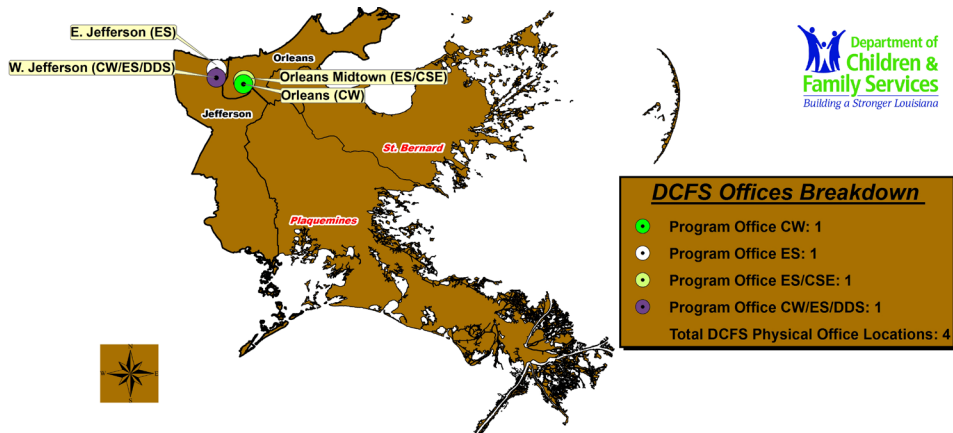 E. Jefferson (ES)
W. Jefferson (CW/ES/DDS)
Orleans
Orleans Midtown (ES/CSE)
Orleans (CW)
Jefferson
St. Bernard
Plaquemines
Department of
Children &
Family Services
Building a Stronger Louisiana
DCFS Offices Breakdown
Program Office CW: 1
Program Office ES: 1
Program Office ES/CSE: 1
Program Office CW/ES/DDS: 1
Total DCFS Physical Office Locations: 4
N
W E
S